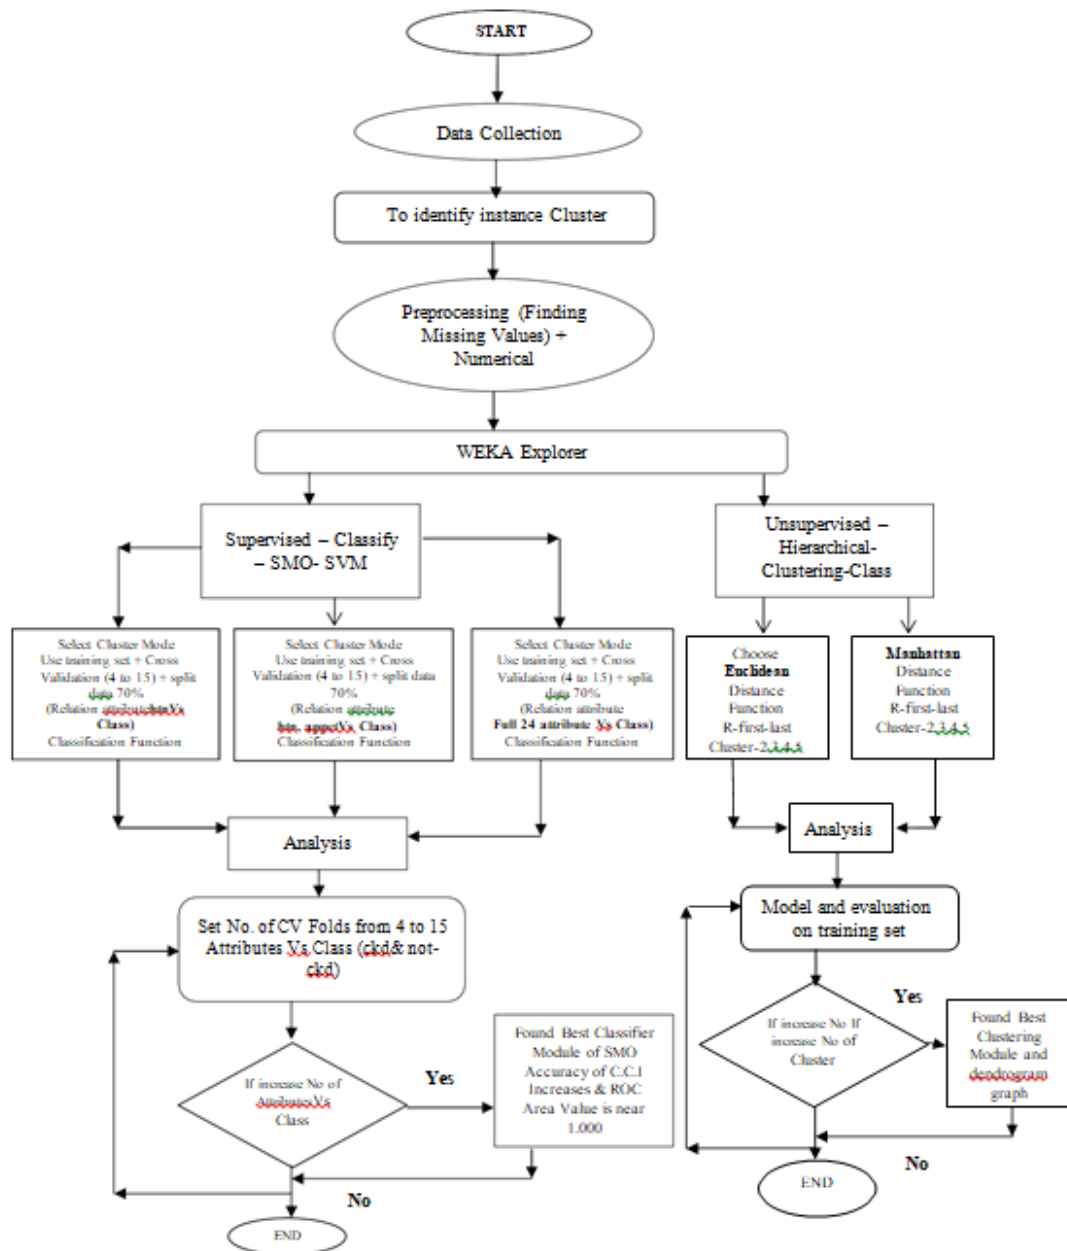 START
Data Collection
To identify instance Cluster
Preprocessing (Finding
Missing Values) +
Numerical
WEKA Explorer
Supervised – Classify
– SMO- SVM
Unsupervised –
Hierarchical-
Clustering-Class
Select Cluster Mode
Use training set + Cross
Validation (4 to 15) + split
data 70%
(Relation attributehtnVs
Class)
Classification Function
Select Cluster Mode
Use training set + Cross
Validation (4 to 15) + split data
70%
(Relation attribute
htn, appetVs Class)
Classification Function
Select Cluster Mode
Use training set + Cross
Validation (4 to 15) + split data
70%
(Relation attribute
Full 24 attribute Vs Class)
Classification Function
Choose
Euclidean
Distance
Function
R-first-last
Cluster-2,3,4,5
Manhattan
Distance
Function
R-first-last
Cluster-2,3,4,5
Analysis
Analysis
Set No. of CV Folds from 4 to 15
Attributes Vs Class (ckd& not-
ckd)
Model and evaluation
on training set
If increase No of
AttributesVs
Class
Yes
Found Best Classifier
Module of SMO
Accuracy of C.C.I
Increases & ROC
Area Value is near
1.000
No
END
If increase No If
increase No of
Cluster
Yes
Found Best
Clustering
Module and
dendrogram
graph
No
END